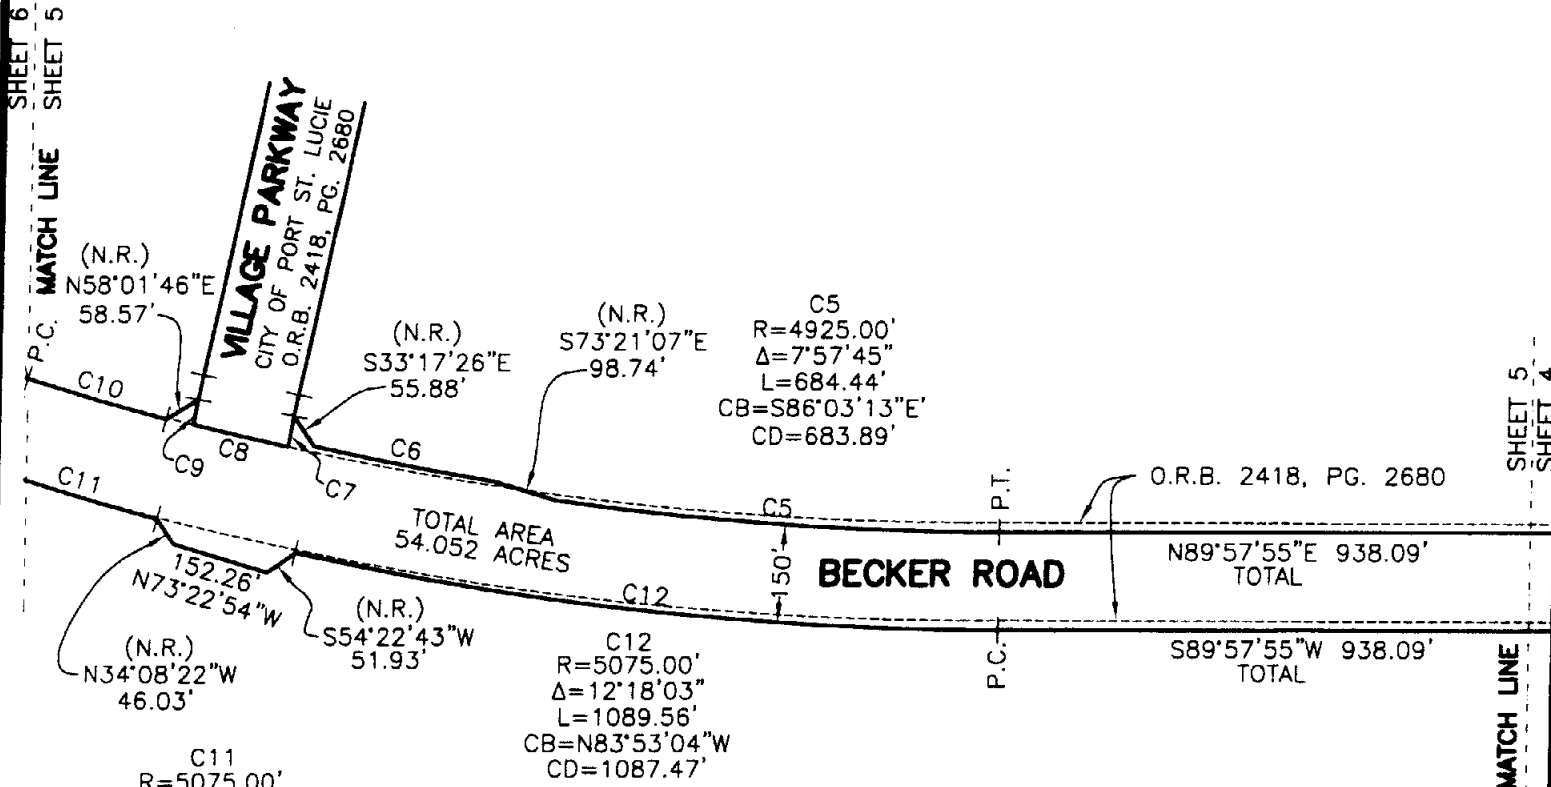 SHEET 6
SHEET 5
MATCH LINE
P.C.
VILLAGE PARKWAY
CITY OF PORT ST. LUCIE
O.R.B. 2418, PG. 2680
(N.R.)
N58°01'46"E
58.57'
(N.R.)
S33°17'26"E
55.88'
(N.R.)
S73°21'07"E
98.74'
C5
R=4925.00'
Δ=7°57'45"
L=684.44'
CB=S86°03'13"E'
CD=683.89'
C10
C9
C8
C7
C6
C5
C11
TOTAL AREA
54.052 ACRES
P.T.
O.R.B. 2418, PG. 2680
SHEET 5
SHEET 4
150'
BECKER ROAD
N89°57'55"E 938.09'
TOTAL
C12
152.26'
N73°22'54"W
(N.R.)
S54°22'43"W
51.93'
(N.R.)
N34°08'22"W
46.03'
C12
R=5075.00'
Δ=12°18'03"
L=1089.56'
CB=N83°53'04"W
CD=1087.47'
P.C.
S89°57'55"W 938.09'
TOTAL
MATCH LINE
C11
R=5075.00'